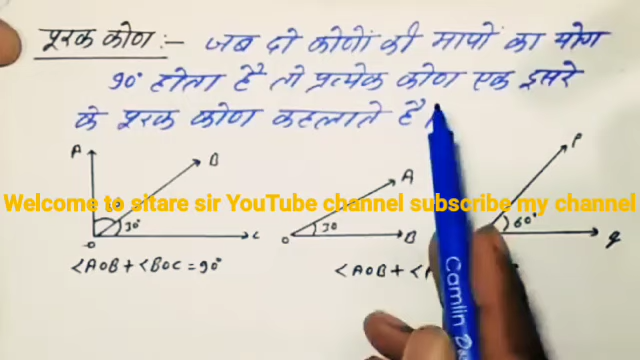 पूरक कोण :- जब दो कोणों की मापों का योग
90° होता है तो प्रत्येक कोण एक दूसरे
के पूरक कोण कहलाते है।
A B
A
P
Welcome to sitare sir YouTube channel subscribe my channel
30° 30 60°
O C O B q
∠AOB + ∠BOC = 90° ∠AOB + ∠
Camlin